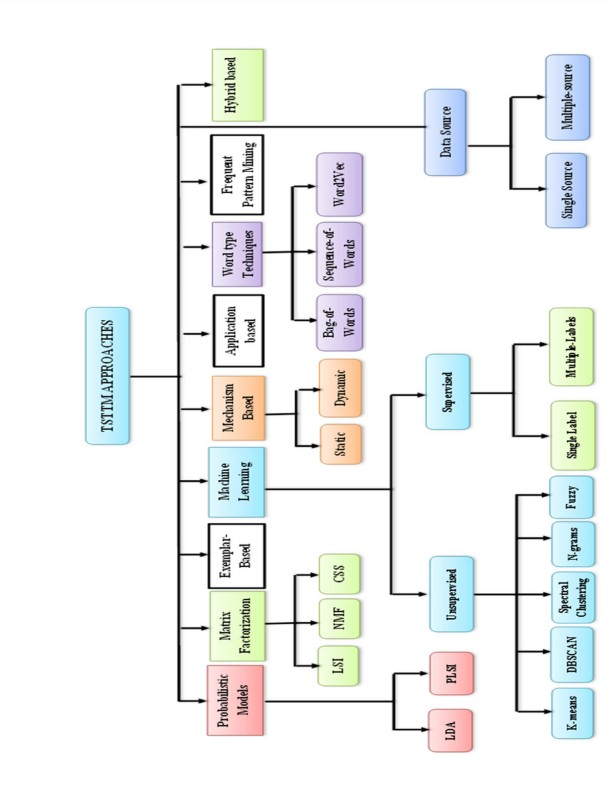 TSTTM APPROACHES
Probabilistic
Models
Matrix
Factorization
Exemplar-
Based
Machine
Learning
Mechanism
Based
Application
based
Word type
Techniques
Frequent
Pattern Mining
Hybrid based
LSI
NMF
CSS
Static
Dynamic
Bag-of-
Words
Sequence-of-
Words
Word2Vec
LDA
PLSI
Unsupervised
Supervised
Data Source
K-means
DBSCAN
Spectral
Clustering
N-grams
Fuzzy
Single Label
Multiple-Labels
Single Source
Multiple-source